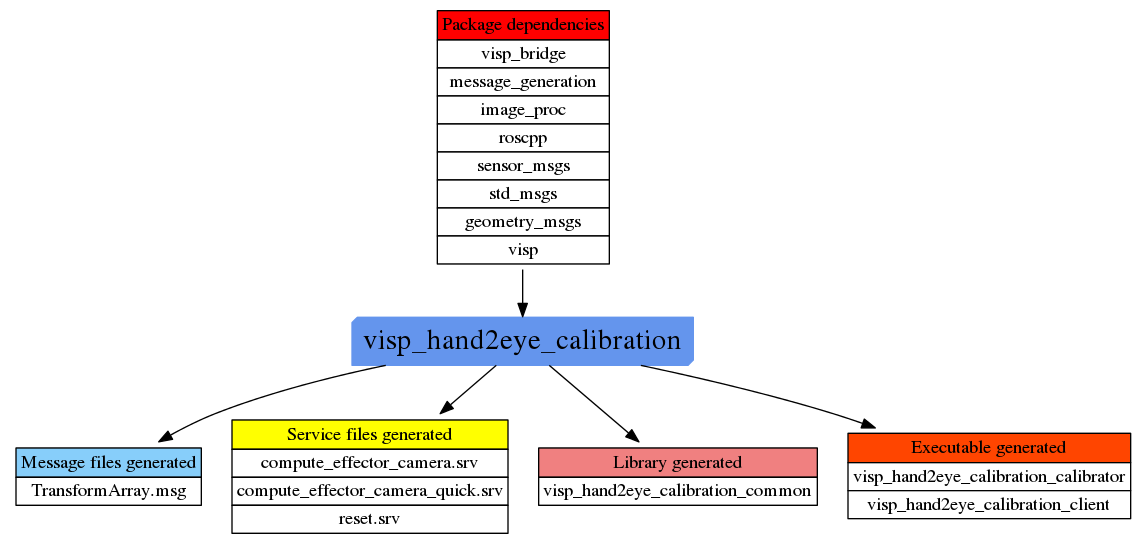 Package dependencies
visp_bridge
message_generation
image_proc
roscpp
sensor_msgs
std_msgs
geometry_msgs
visp
visp_hand2eye_calibration
Message files generated
TransformArray.msg
Service files generated
compute_effector_camera.srv
compute_effector_camera_quick.srv
reset.srv
Library generated
visp_hand2eye_calibration_common
Executable generated
visp_hand2eye_calibration_calibrator
visp_hand2eye_calibration_client